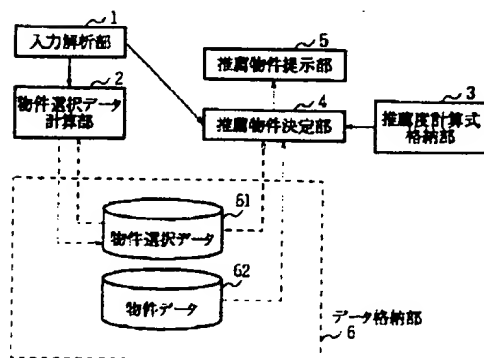 1
入力解析部
2
物件選択データ
計算部
5
推薦物件提示部
4
推薦物件決定部
3
推薦度計算式
格納部
61
物件選択データ
62
物件データ
データ格納部
6